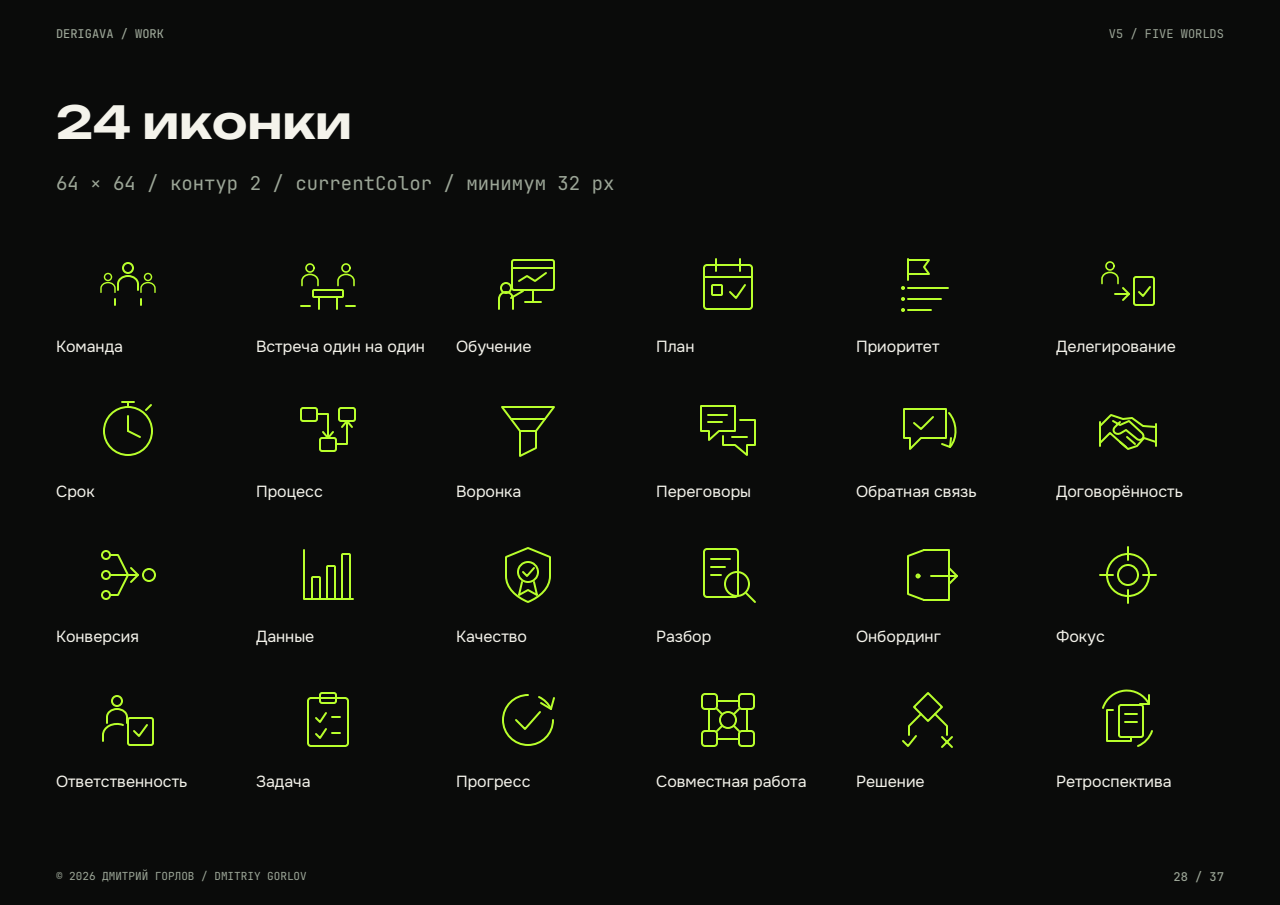 DERIGAVA / WORK
V5 / FIVE WORLDS
24 иконки
64 × 64 / контур 2 / currentColor / минимум 32 px
Команда
Встреча один на один
Обучение
План
Приоритет
Делегирование
Срок
Процесс
Воронка
Переговоры
Обратная связь
Договорённость
Конверсия
Данные
Качество
Разбор
Онбординг
Фокус
Ответственность
Задача
Прогресс
Совместная работа
Решение
Ретроспектива
© 2026 ДМИТРИЙ ГОРЛОВ / DMITRIY GORLOV
28 / 37